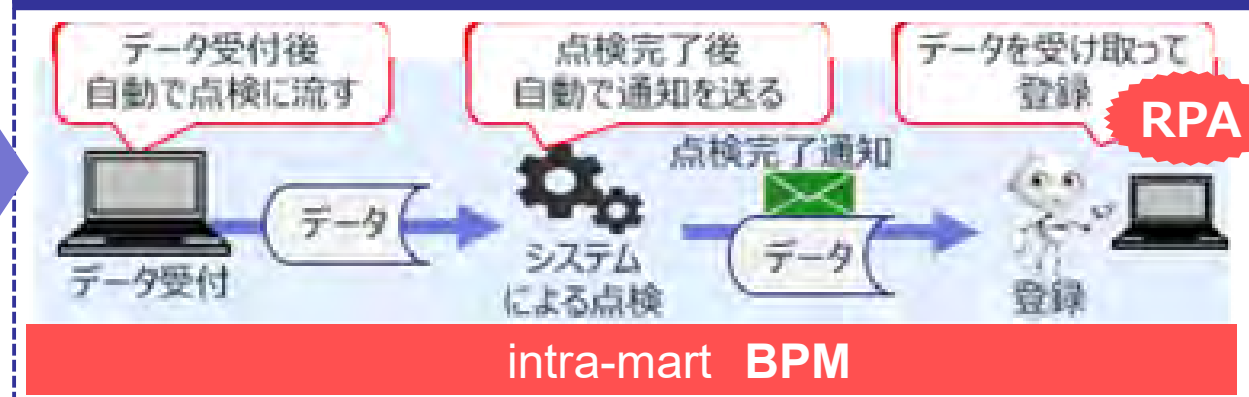 データ受付後
自動で点検に流す
点検完了後
自動で通知を送る
データを受け取って
登録
RPA
点検完了通知
データ
データ
データ受付
システム
による点検
登録
intra-mart BPM